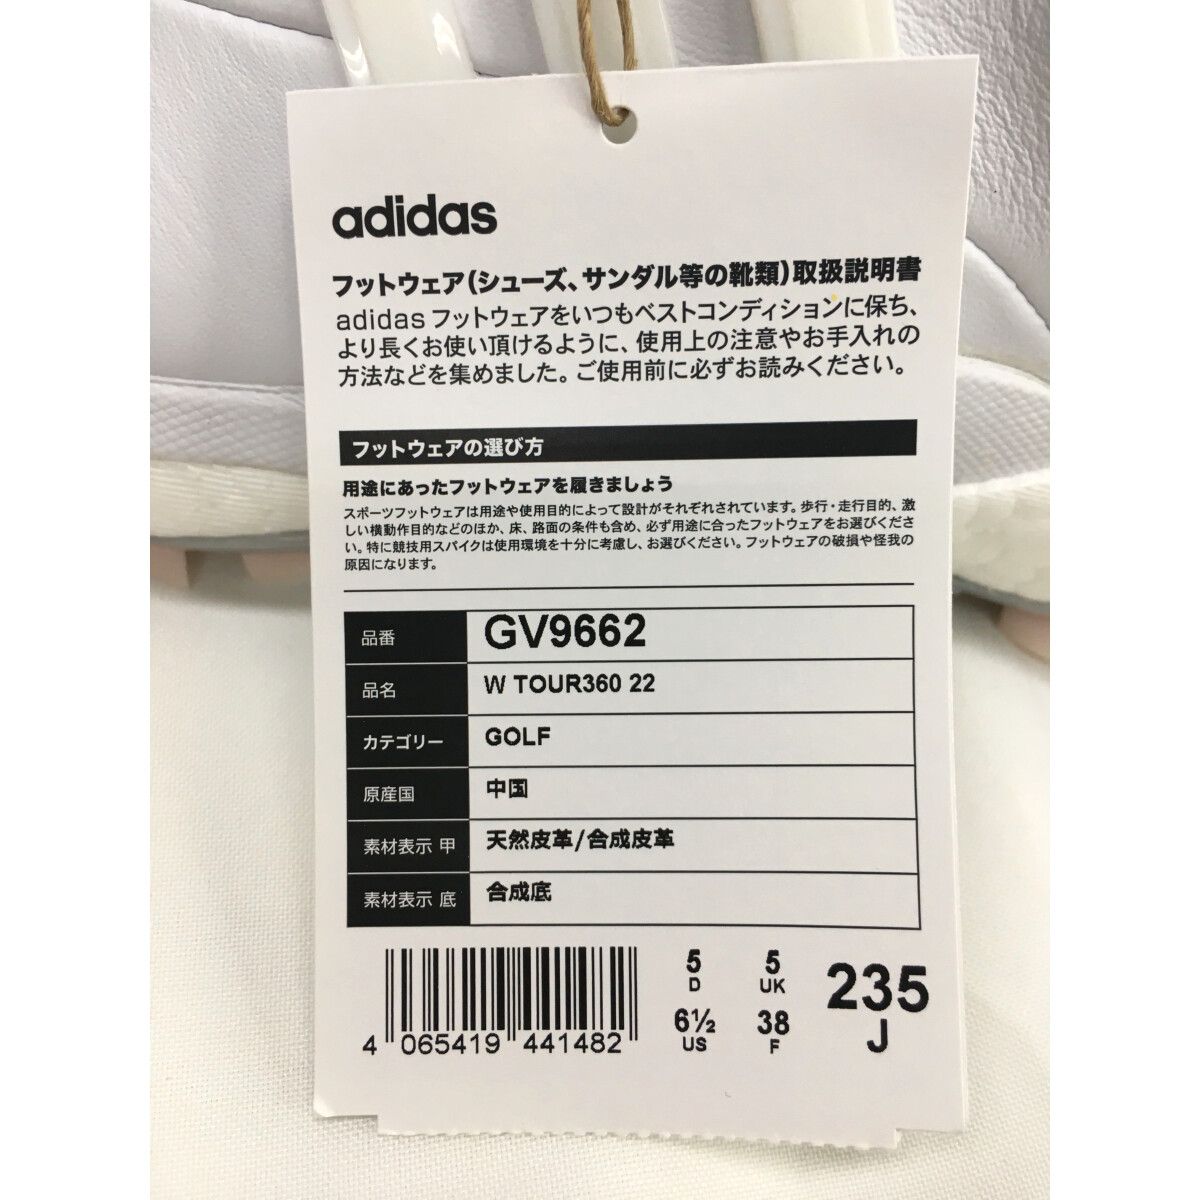 adidas
フットウェア(シューズ、サンダル等の靴類)取扱説明書
adidas フットウェアをいつもベストコンディションに保ち、
より長くお使い頂けるように、使用上の注意やお手入れの
方法などを集めました。ご使用前に必ずお読みください。
フットウェアの選び方
用途にあったフットウェアを履きましょう
スポーツフットウェアは用途や使用目的によって設計がそれぞれされています。歩行・走行目的、激
しい横動作目的などのほか、床、路面の条件も含め、必ず用途に合ったフットウェアをお選びくださ
い。特に競技用スパイクは使用環境を十分に考慮し、お選びください。フットウェアの破損や怪我の
原因になります。
品番 GV9662
品名 W TOUR360 22
カテゴリー GOLF
原産国 中国
素材表示 甲 天然皮革/合成皮革
素材表示 底 合成底
5 5 235
D UK J
6½ 38
US F
4 065419 441482